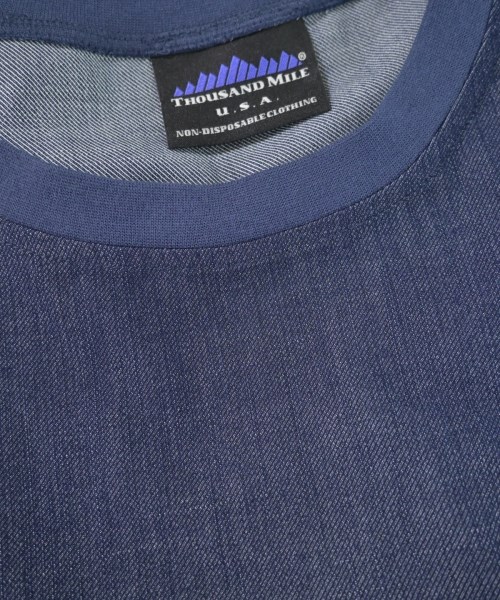 THOUSAND MILE®
U.S.A.
NON-DISPOSABLE CLOTHING